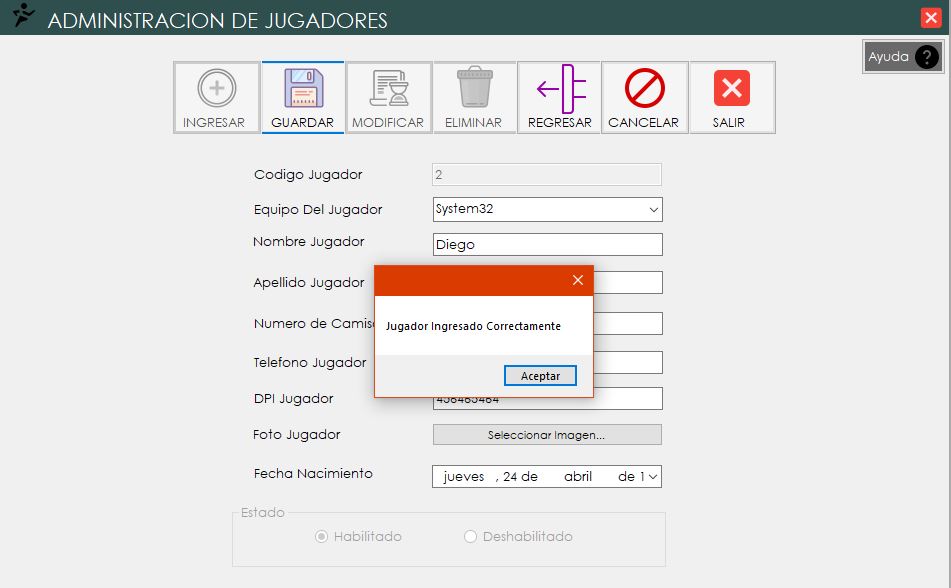 ADMINISTRACION DE JUGADORES
Ayuda ?
INGRESAR GUARDAR MODIFICAR ELIMINAR REGRESAR CANCELAR SALIR
Codigo Jugador 2
Equipo Del Jugador System32
Nombre Jugador Diego
Apellido Jugador
Numero de Camis
Jugador Ingresado Correctamente
Telefono Jugador
Aceptar
DPI Jugador
Foto Jugador Seleccionar Imagen...
Fecha Nacimiento jueves , 24 de abril de 1
Estado
Habilitado Deshabilitado